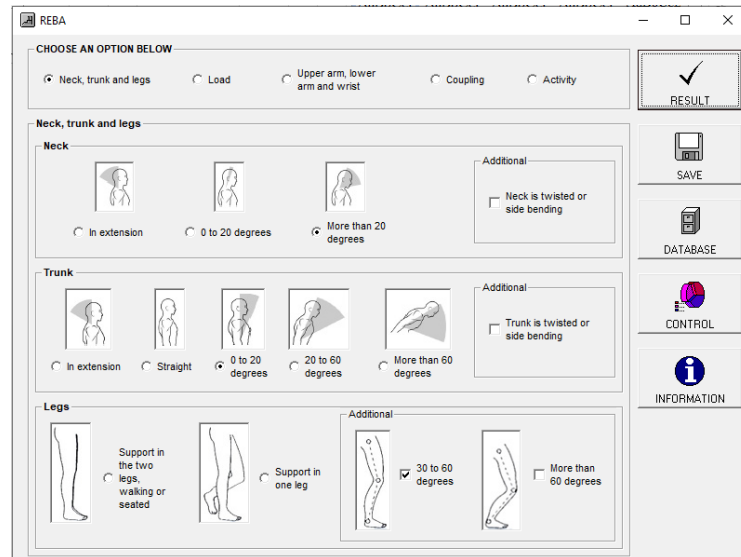 REBA
CHOOSE AN OPTION BELOW
Neck, trunk and legs
Load
Upper arm, lower
arm and wrist
Coupling
Activity
RESULT
SAVE
DATABASE
CONTROL
INFORMATION
Neck, trunk and legs
Neck
In extension
0 to 20 degrees
More than 20
degrees
Additional
Neck is twisted or
side bending
Trunk
In extension
Straight
0 to 20
degrees
20 to 60
degrees
More than 60
degrees
Additional
Trunk is twisted or
side bending
Legs
Support in
the two
legs,
walking or
seated
Support in
one leg
Additional
30 to 60
degrees
More than
60 degrees